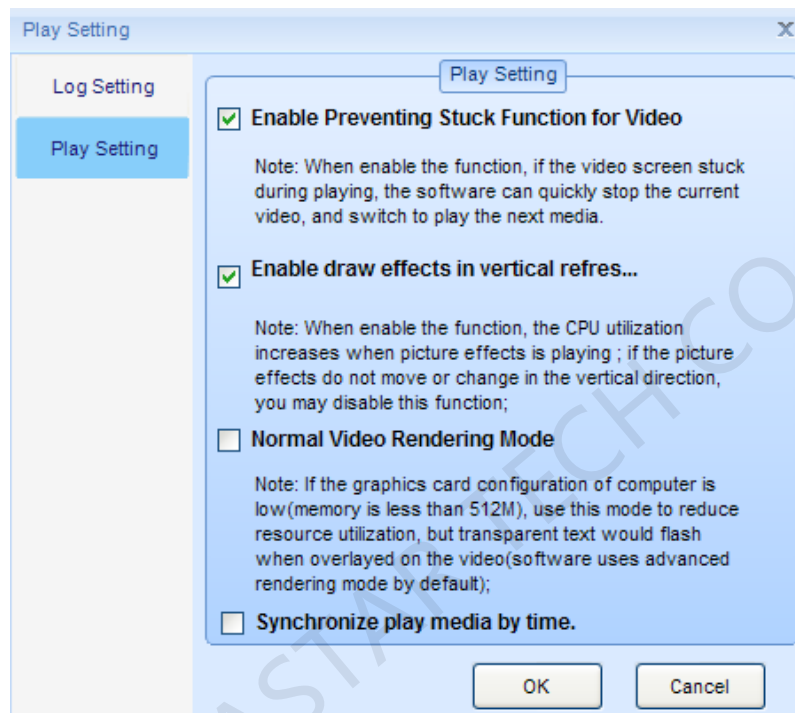 Play Setting
X
Log Setting
Play Setting
Play Setting
Enable Preventing Stuck Function for Video
Note: When enable the function, if the video screen stuck
during playing, the software can quickly stop the current
video, and switch to play the next media.
Enable draw effects in vertical refres...
Note: When enable the function, the CPU utilization
increases when picture effects is playing ; if the picture
effects do not move or change in the vertical direction,
you may disable this function;
Normal Video Rendering Mode
Note: If the graphics card configuration of computer is
low(memory is less than 512M), use this mode to reduce
resource utilization, but transparent text would flash
when overlayed on the video(software uses advanced
rendering mode by default);
Synchronize play media by time.
OK
Cancel
ASTAR TECH CO